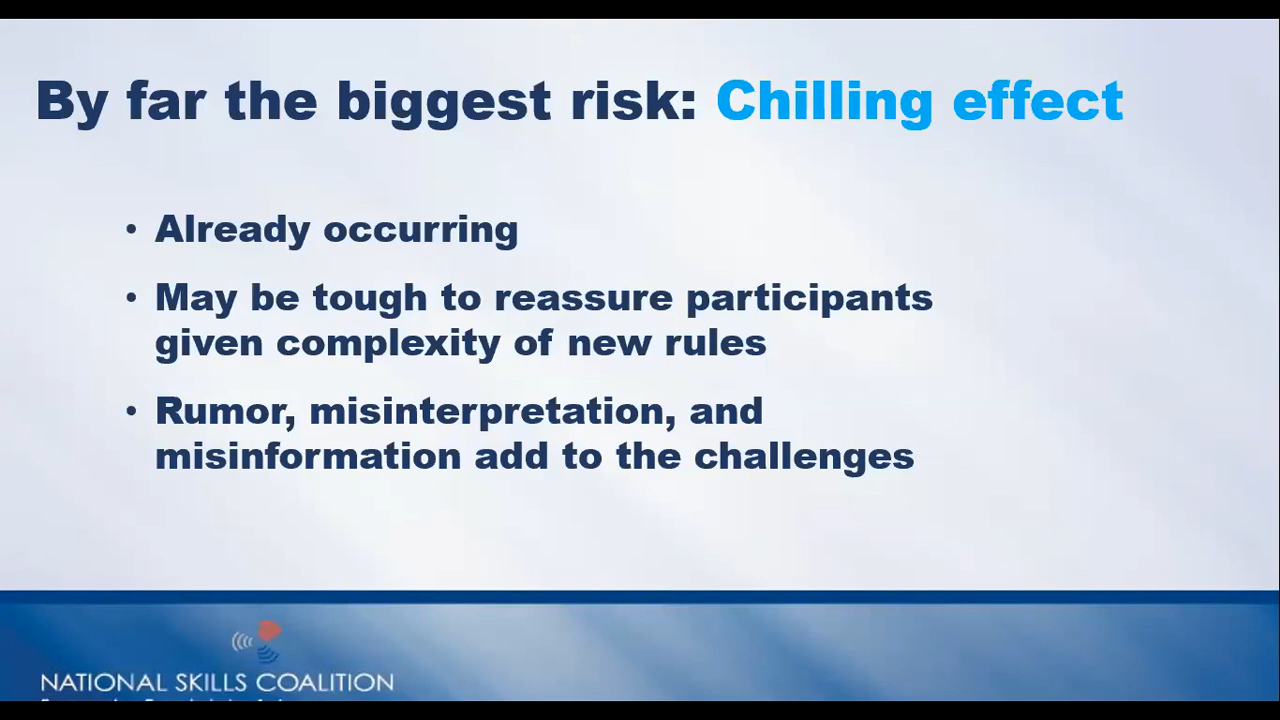 By far the biggest risk: Chilling effect
• Already occurring
• May be tough to reassure participants
given complexity of new rules
• Rumor, misinterpretation, and
misinformation add to the challenges
NATIONAL SKILLS COALITION